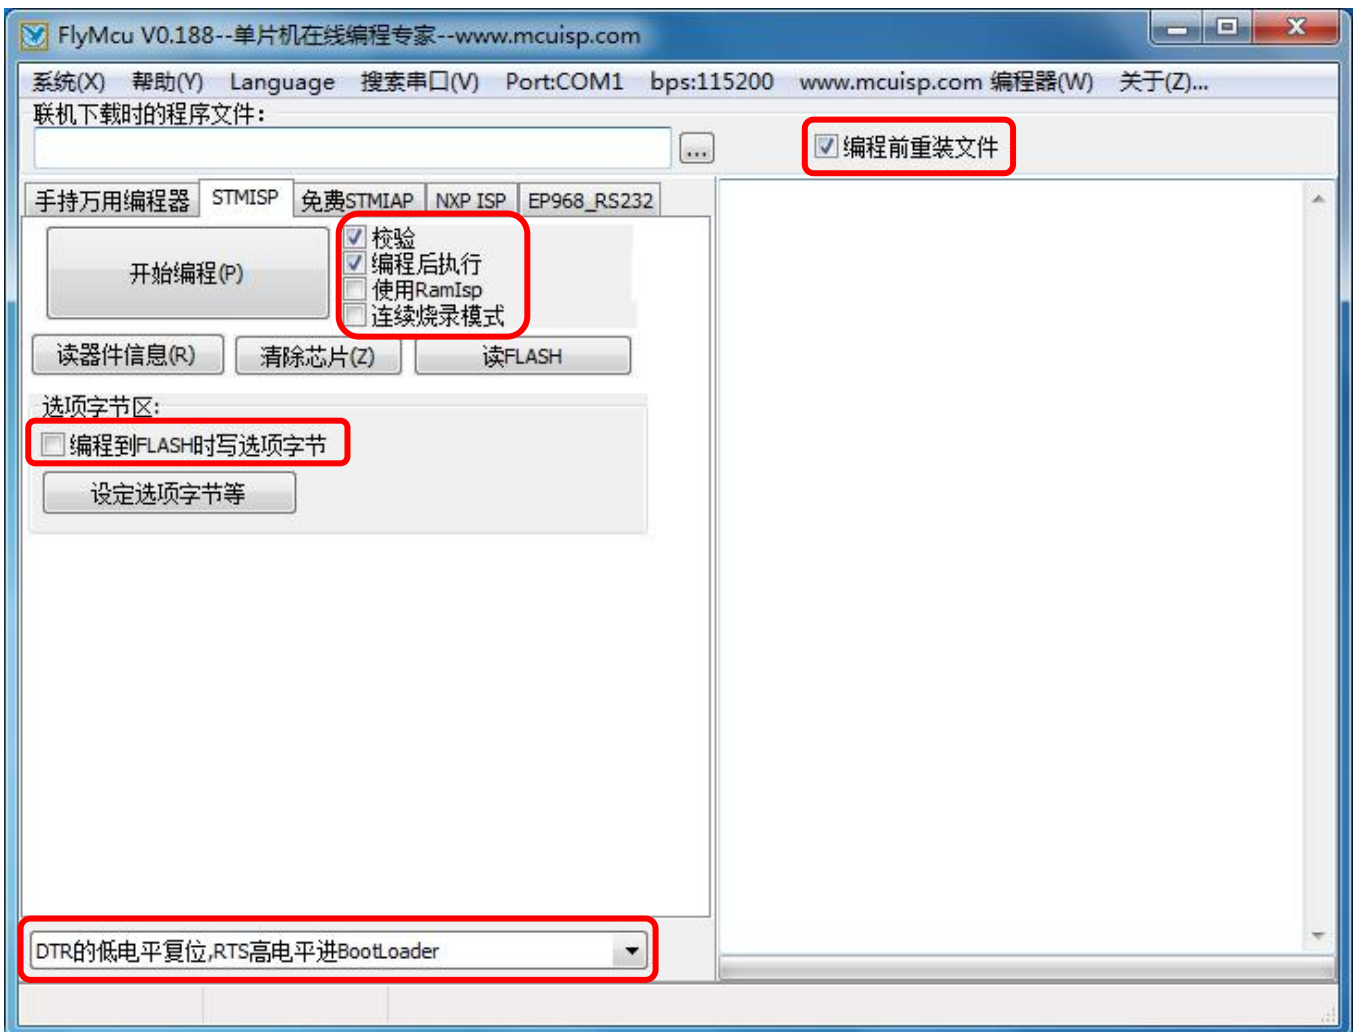 FlyMcu V0.188--单片机在线编程专家--www.mcuisp.com
系统(X) 帮助(Y) Language 搜索串口(V) Port:COM1 bps:115200 www.mcuisp.com 编程器(W) 关于(Z)...
联机下载时的程序文件:
...
编程前重装文件
手持万用编程器 STMISP 免费STMIAP NXP ISP EP968_RS232
开始编程(P)
校验
编程后执行
使用RamIsp
连续烧录模式
读器件信息(R) 清除芯片(Z) 读FLASH
选项字节区:
编程到FLASH时写选项字节
设定选项字节等
DTR的低电平复位,RTS高电平进BootLoader